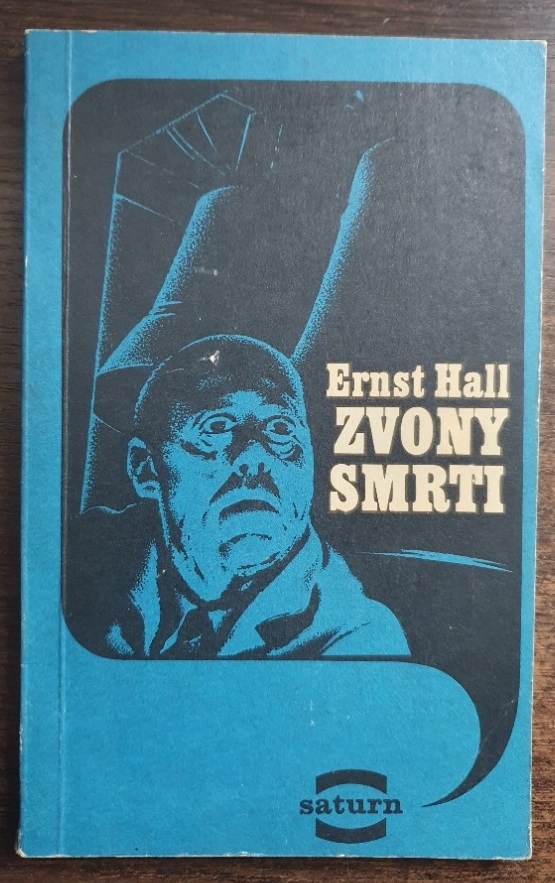 Ernst Hall
ZVONY
SMRTI
saturn